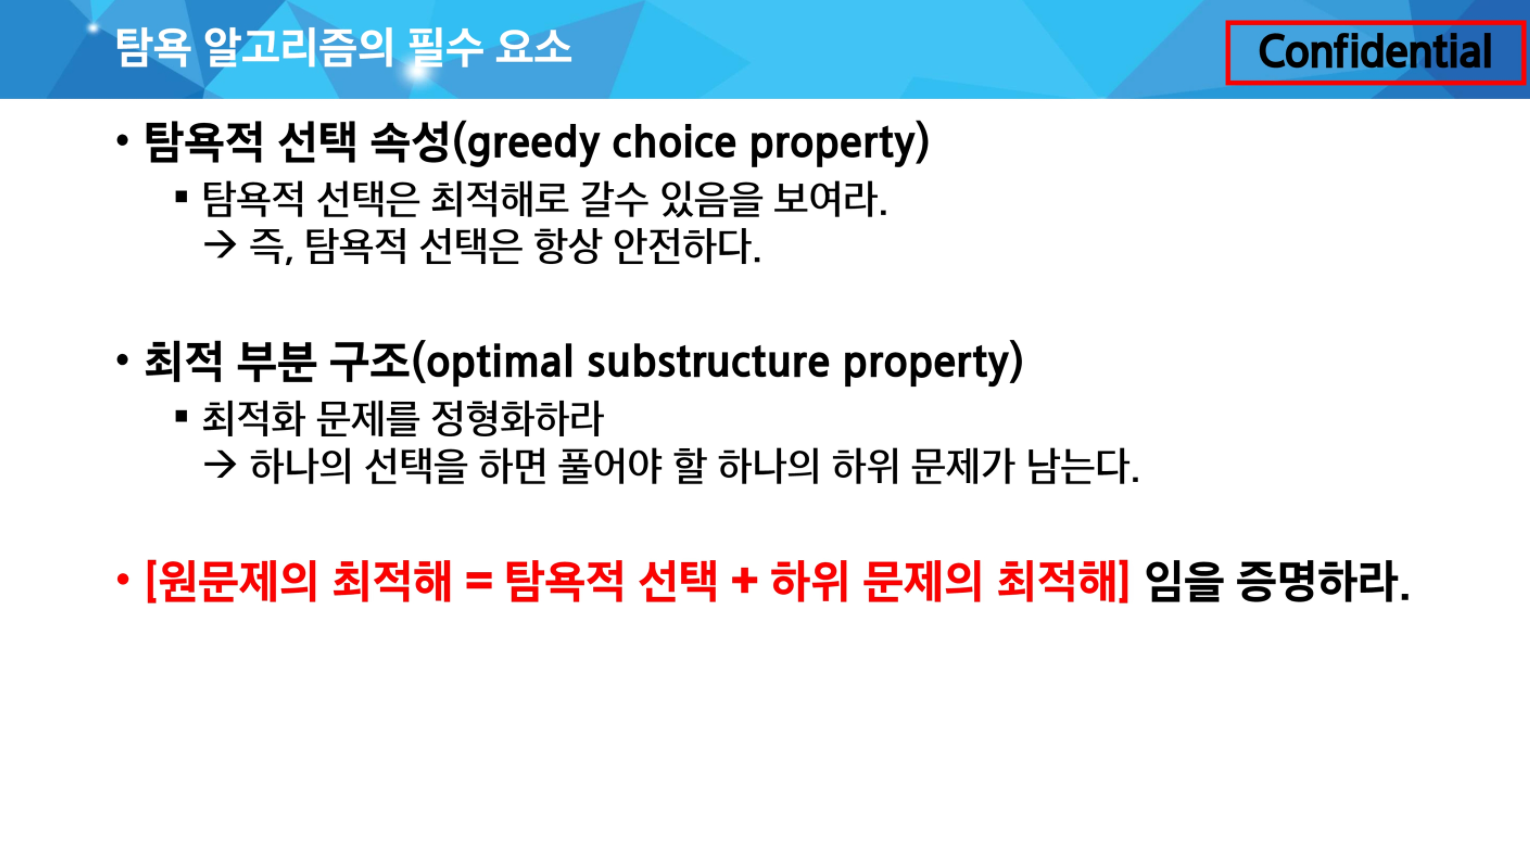 탐욕 알고리즘의 필수 요소
Confidential
• 탐욕적 선택 속성(greedy choice property)
▪ 탐욕적 선택은 최적해로 갈수 있음을 보여라.
→ 즉, 탐욕적 선택은 항상 안전하다.
• 최적 부분 구조(optimal substructure property)
▪ 최적화 문제를 정형화하라
→ 하나의 선택을 하면 풀어야 할 하나의 하위 문제가 남는다.
• [원문제의 최적해 = 탐욕적 선택 + 하위 문제의 최적해] 임을 증명하라.